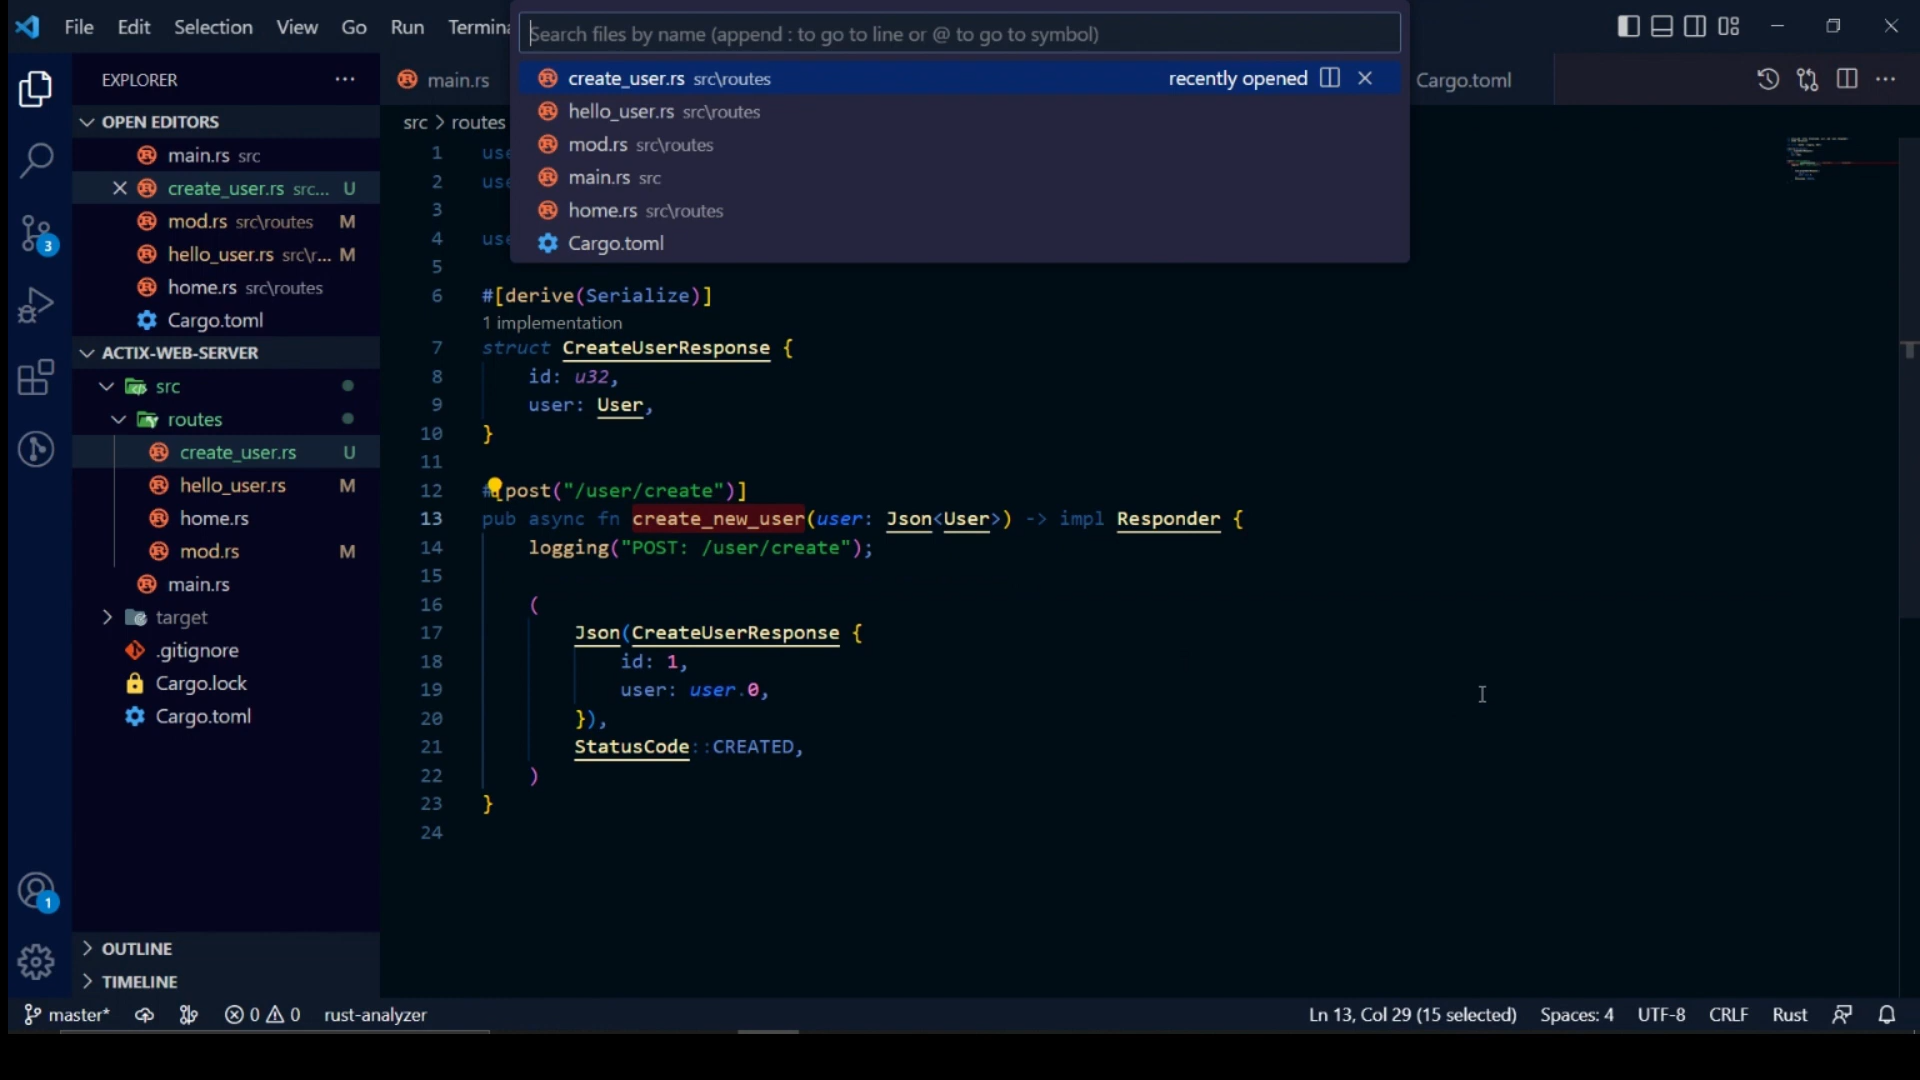 File Edit Selection View Go Run Termin
Search files by name (append : to go to line or @ to go to symbol)
create_user.rs src\routes recently opened
hello_user.rs src\routes
mod.rs src\routes
main.rs src
home.rs src\routes
Cargo.toml
EXPLORER
main.rs
Cargo.toml
OPEN EDITORS
main.rs src
create_user.rs src... U
mod.rs src\routes M
hello_user.rs src\r... M
home.rs src\routes
Cargo.toml
ACTIX-WEB-SERVER
src
routes
create_user.rs U
hello_user.rs M
home.rs
mod.rs M
main.rs
target
.gitignore
Cargo.lock
Cargo.toml
OUTLINE
TIMELINE
3
1
src > routes
1 use
2 use
3
4 use
5
6 #[derive(Serialize)]
1 implementation
7 struct CreateUserResponse {
8 id: u32,
9 user: User,
10 }
11
12 #[post("/user/create")]
13 pub async fn create_new_user(user: Json<User>) -> impl Responder {
14 logging("POST: /user/create");
15
16 (
17 Json(CreateUserResponse {
18 id: 1,
19 user: user.0,
20 }),
21 StatusCode::CREATED,
22 )
23 }
24
master* 0 0 rust-analyzer
Ln 13, Col 29 (15 selected) Spaces: 4 UTF-8 CRLF Rust